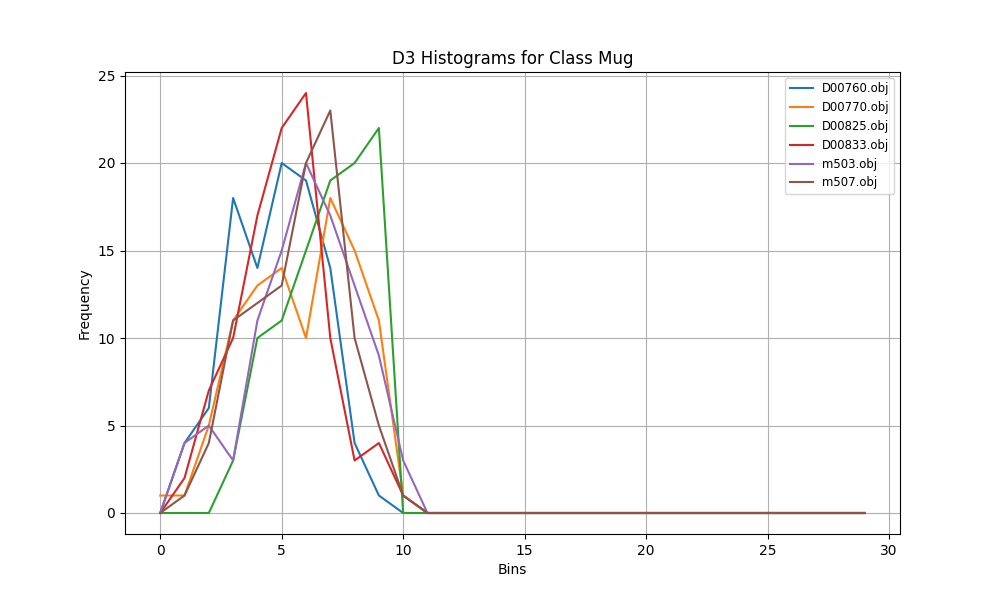 D3 Histograms for Class Mug
25
20
15
10
5
0
Frequency
0 5 10 15 20 25 30
Bins
D00760.obj
D00770.obj
D00825.obj
D00833.obj
m503.obj
m507.obj